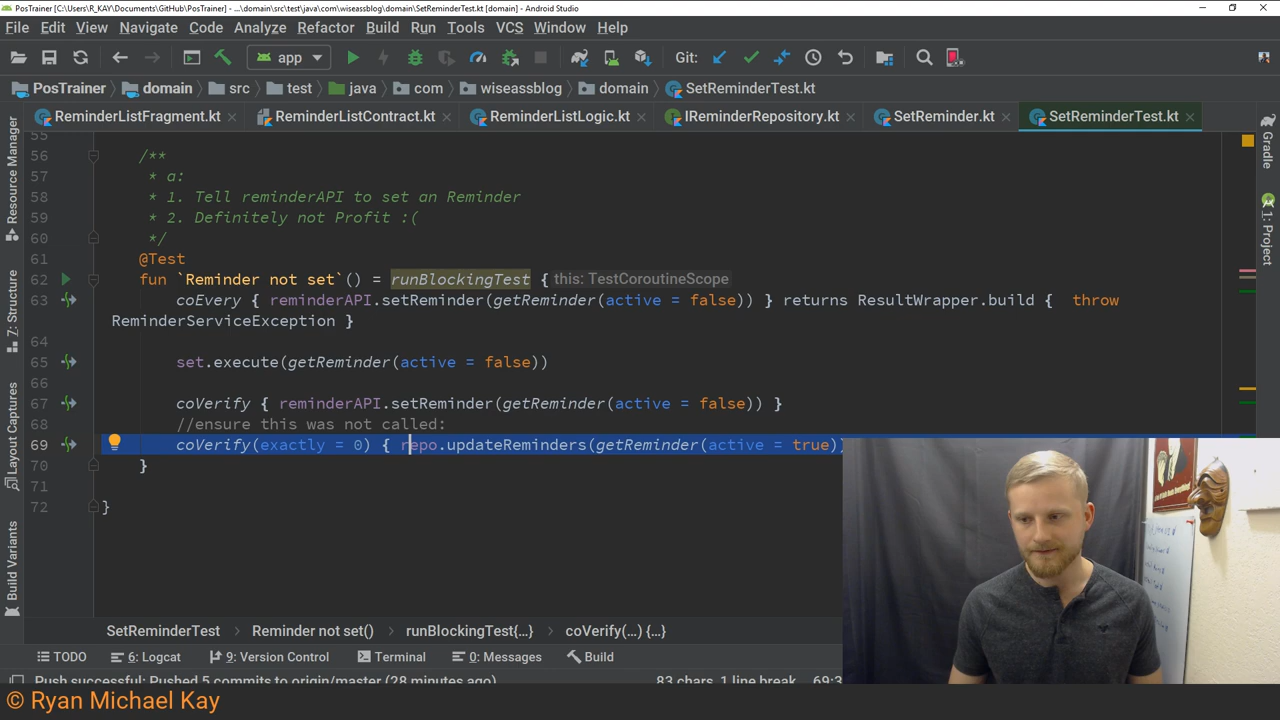 PosTrainer [C:\Users\R_KAY\Documents\GitHub\PosTrainer] - ...\domain\src\test\java\com\wiseassblog\domain\SetReminderTest.kt [domain] - Android Studio
File Edit View Navigate Code Analyze Refactor Build Run Tools VCS Window Help
app Git:
PosTrainer domain src test java com wiseassblog domain SetReminderTest.kt
ReminderListFragment.kt ReminderListContract.kt ReminderListLogic.kt IReminderRepository.kt SetReminder.kt SetReminderTest.kt
55
56 /**
57 * a:
58 * 1. Tell reminderAPI to set an Reminder
59 * 2. Definitely not Profit :(
60 */
61 @Test
62 fun `Reminder not set`() = runBlockingTest { this: TestCoroutineScope
63 coEvery { reminderAPI.setReminder(getReminder(active = false)) } returns ResultWrapper.build { throw
ReminderServiceException }
64
65 set.execute(getReminder(active = false))
66
67 coVerify { reminderAPI.setReminder(getReminder(active = false)) }
68 //ensure this was not called:
69 coVerify(exactly = 0) { repo.updateReminders(getReminder(active = true))
70 }
71
72 }
Resource Manager
7: Structure
Layout Captures
Build Variants
Gradle
1: Project
SetReminderTest Reminder not set() runBlockingTest{...} coVerify(...) {...}
TODO 6: Logcat 9: Version Control Terminal 0: Messages Build
Push successful: Pushed 5 commits to origin/master (28 minutes ago) 83 chars, 1 line break 69:3
© Ryan Michael Kay